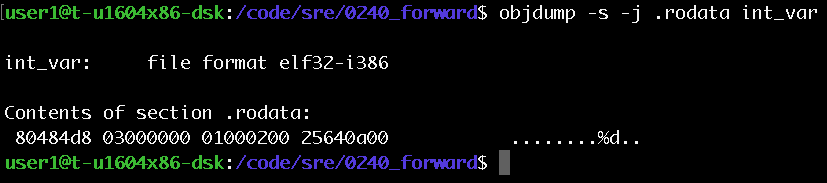 [user1@t-u1604x86-dsk:/code/sre/0240_forward$ objdump -s -j .rodata int_var
int_var:     file format elf32-i386
Contents of section .rodata:
 80484d8 03000000 01000200 25640a00           ........%d..
user1@t-u1604x86-dsk:/code/sre/0240_forward$